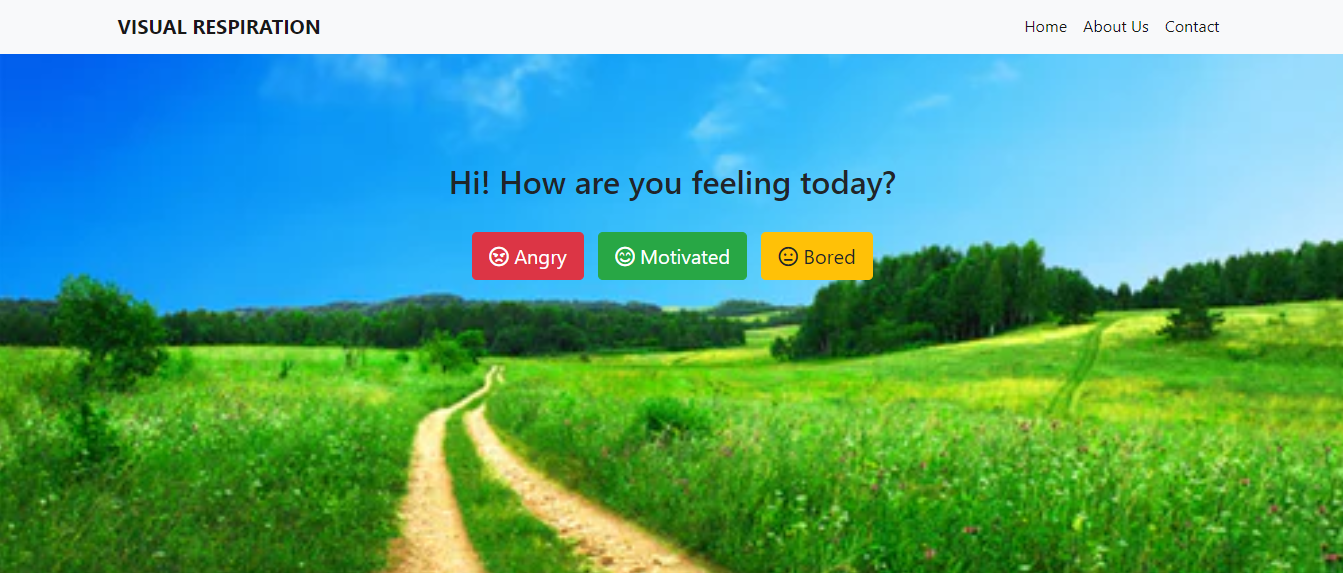 VISUAL RESPIRATION
Home About Us Contact
Hi! How are you feeling today?
Angry Motivated Bored